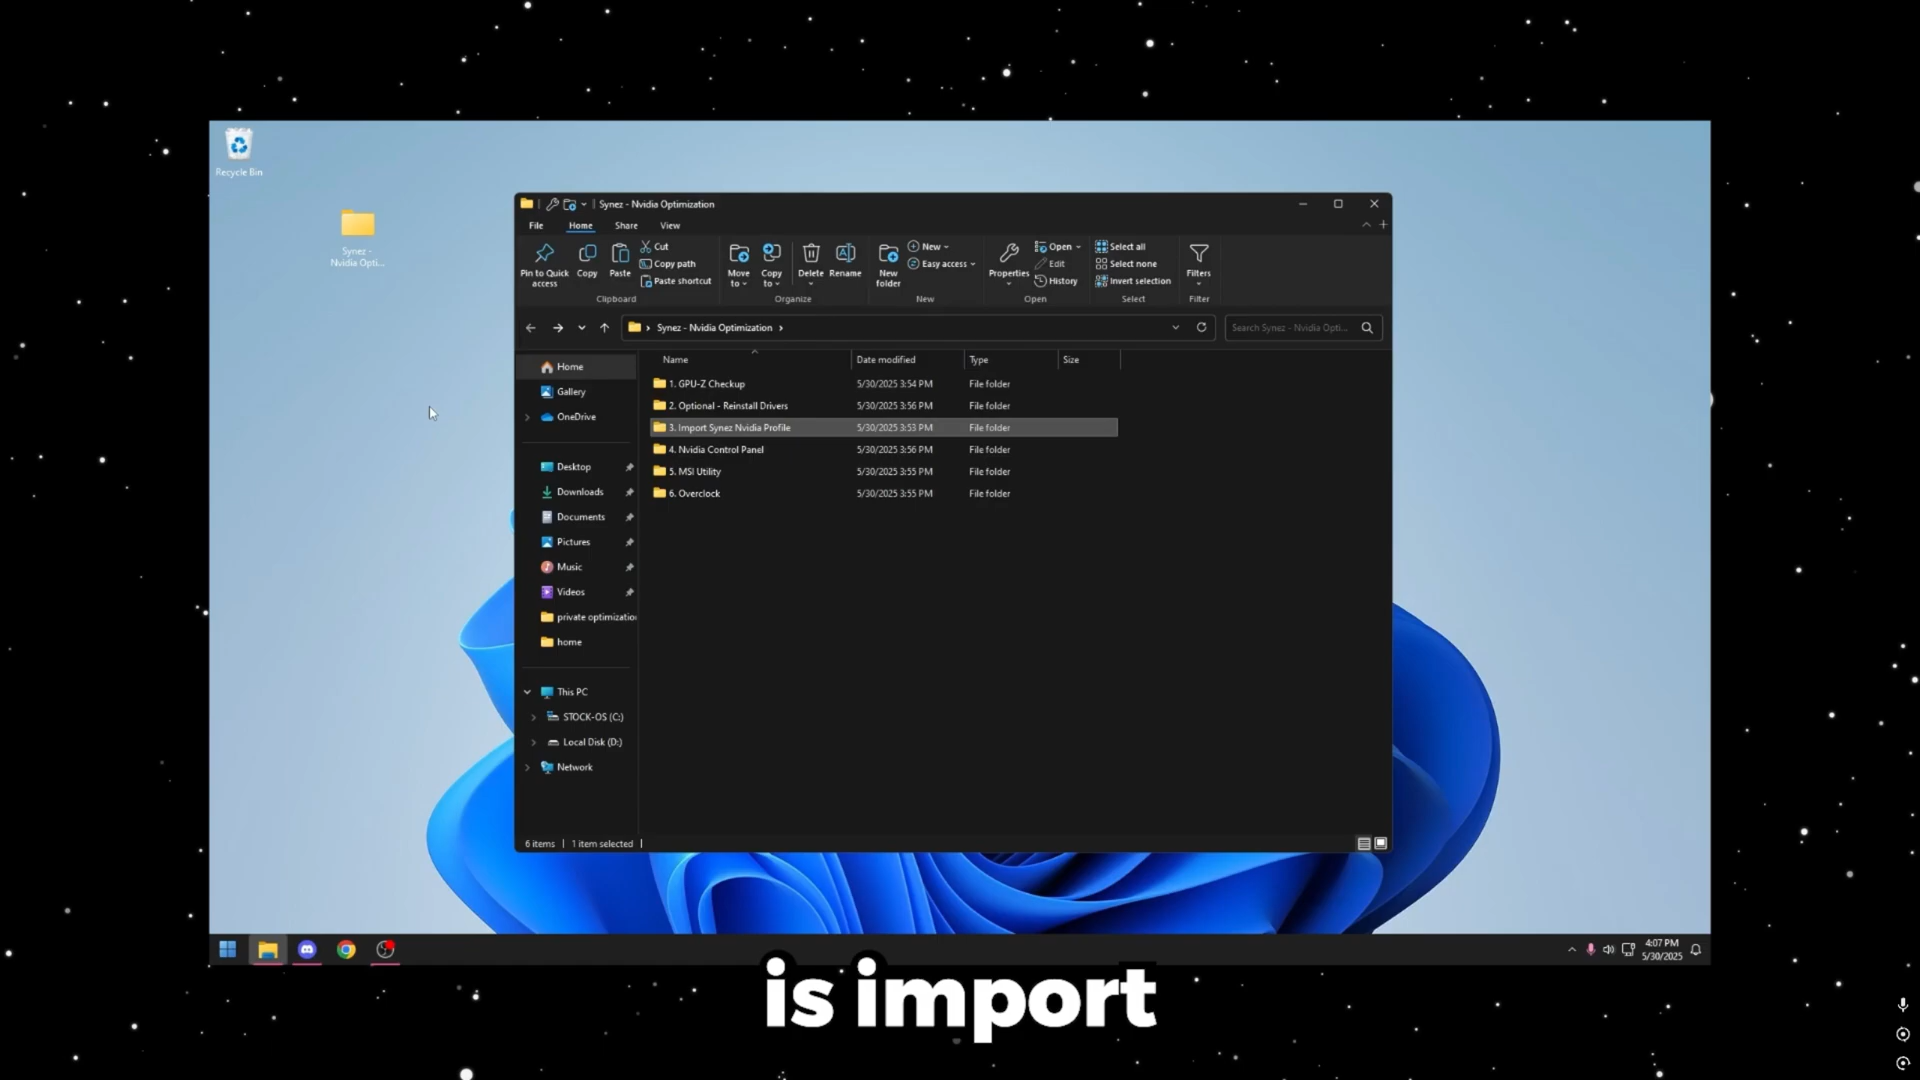 Recycle Bin
Synez -
Nvidia Opti...
Synez - Nvidia Optimization
File Home Share View
Pin to Quick access
Copy
Paste
Cut
Copy path
Paste shortcut
Clipboard
Move to
Copy to
Delete
Rename
Organize
New folder
New
Easy access
New
Properties
Open
Edit
History
Open
Select all
Select none
Invert selection
Select
Filters
Filter
Synez - Nvidia Optimization
Search Synez - Nvidia Opti...
Home
Gallery
OneDrive
Desktop
Downloads
Documents
Pictures
Music
Videos
private optimization
home
This PC
STOCK-OS (C:)
Local Disk (D:)
Network
Name Date modified Type Size
1. GPU-Z Checkup 5/30/2025 3:54 PM File folder
2. Optional - Reinstall Drivers 5/30/2025 3:56 PM File folder
3. Import Synez Nvidia Profile 5/30/2025 3:53 PM File folder
4. Nvidia Control Panel 5/30/2025 3:56 PM File folder
5. MSI Utility 5/30/2025 3:55 PM File folder
6. Overclock 5/30/2025 3:55 PM File folder
6 items 1 item selected
4:07 PM
5/30/2025
is import